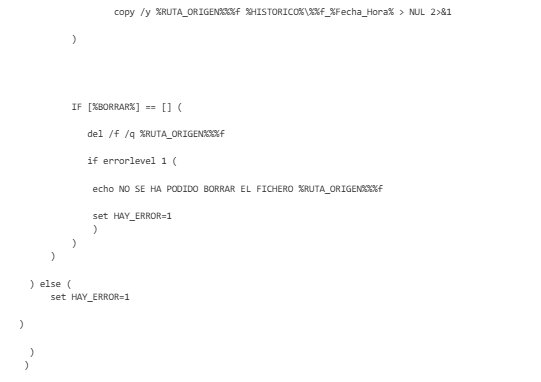 copy /y %RUTA_ORIGEN%%%f %HISTORICO%\%%f_%Fecha_Hora% > NUL 2>&1
)
IF [%BORRAR%] == [] (
del /f /q %RUTA_ORIGEN%%%f
if errorlevel 1 (
echo NO SE HA PODIDO BORRAR EL FICHERO %RUTA_ORIGEN%%%f
set HAY_ERROR=1
)
)
)
) else (
set HAY_ERROR=1
)
)
)